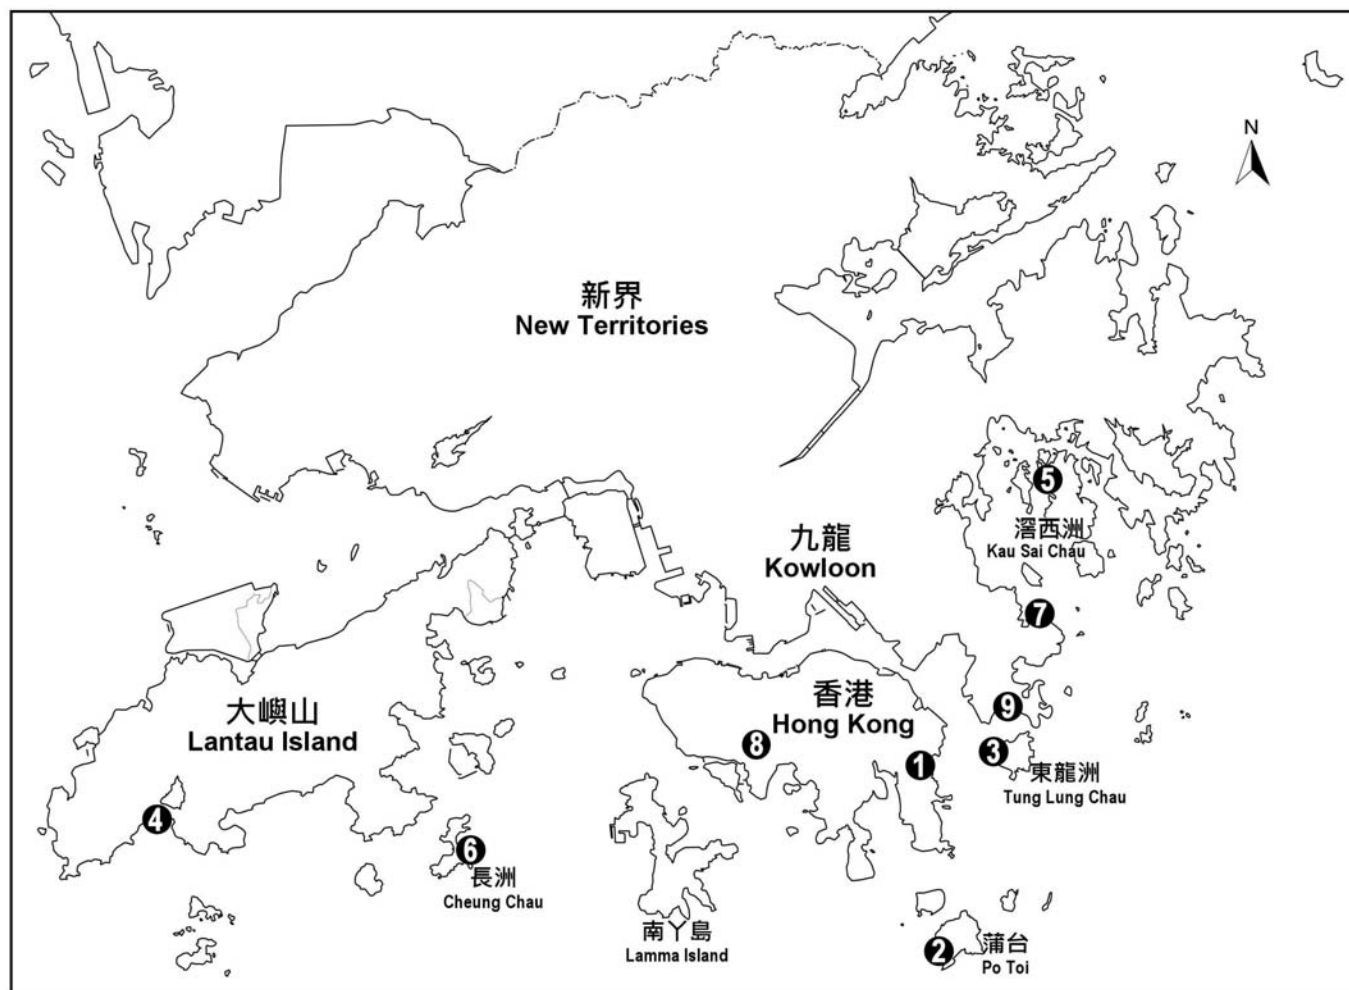 N
新界
New Territories
5
滘西洲
Kau Sai Chau
九龍
Kowloon
7
大嶼山
Lantau Island
香港
Hong Kong
9
8
3
1
東龍洲
Tung Lung Chau
4
6
長洲
Cheung Chau
南丫島
Lamma Island
2
蒲台
Po Toi